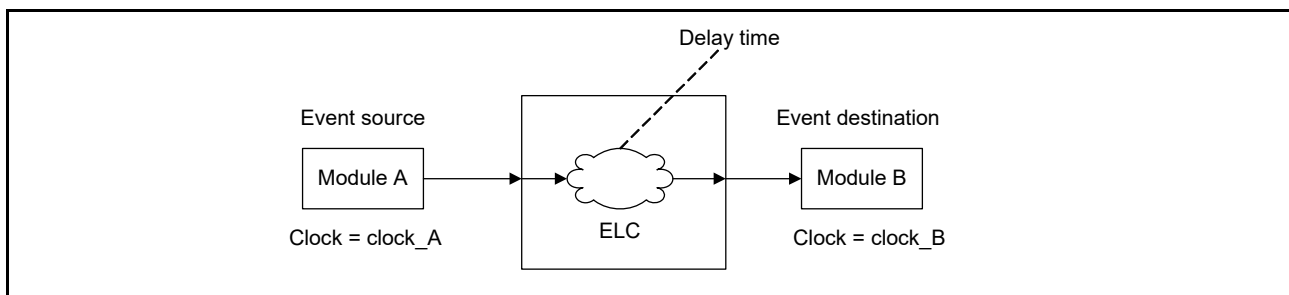 Delay time
Event source
Event destination
Module A
Module B
ELC
Clock = clock_A
Clock = clock_B